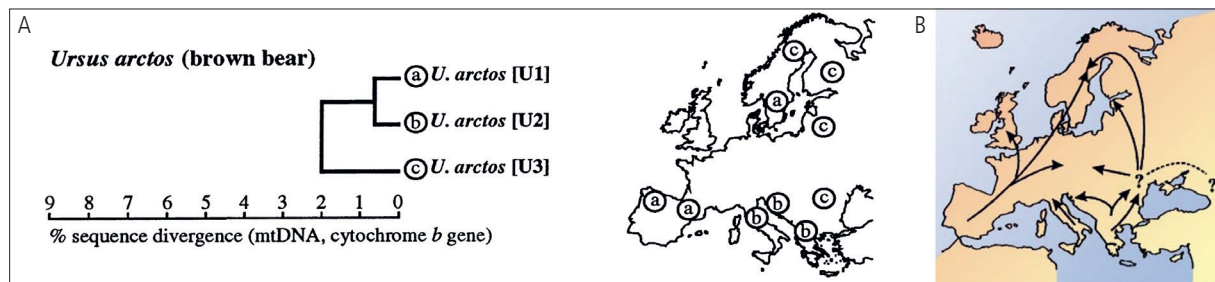 A
Ursus arctos (brown bear)
a U. arctos [U1]
b U. arctos [U2]
c U. arctos [U3]
9 8 7 6 5 4 3 2 1 0
% sequence divergence (mtDNA, cytochrome b gene)
c
c
a
c
a
a
b
b
c
b
B
?
?